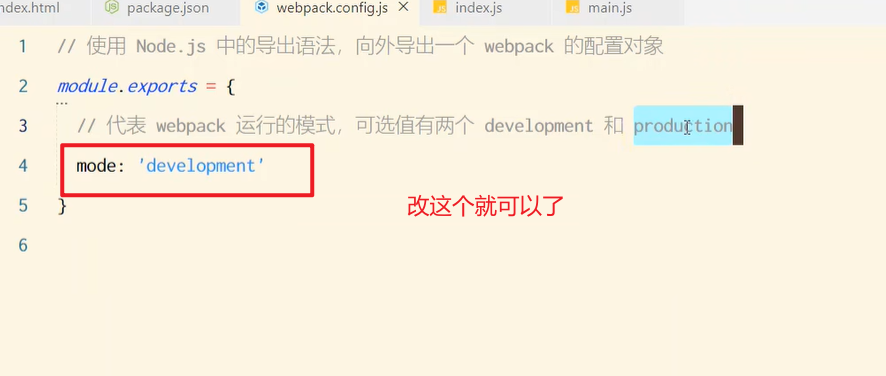 ndex.html package.json webpack.config.js index.js main.js
1 // 使用 Node.js 中的导出语法，向外导出一个 webpack 的配置对象
2 module.exports = {
3 // 代表 webpack 运行的模式，可选值有两个 development 和 production
4 mode: 'development'
5 }
改这个就可以了
6